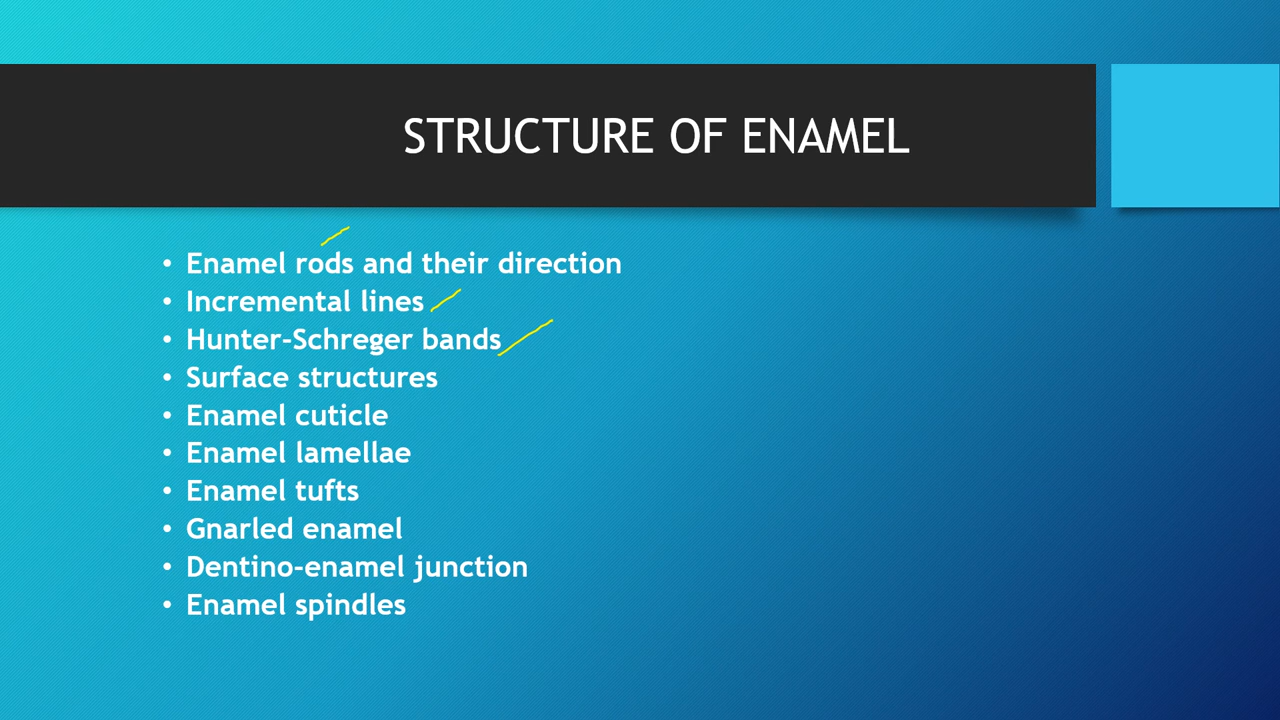 STRUCTURE OF ENAMEL
• Enamel rods and their direction
• Incremental lines
• Hunter-Schreger bands
• Surface structures
• Enamel cuticle
• Enamel lamellae
• Enamel tufts
• Gnarled enamel
• Dentino-enamel junction
• Enamel spindles